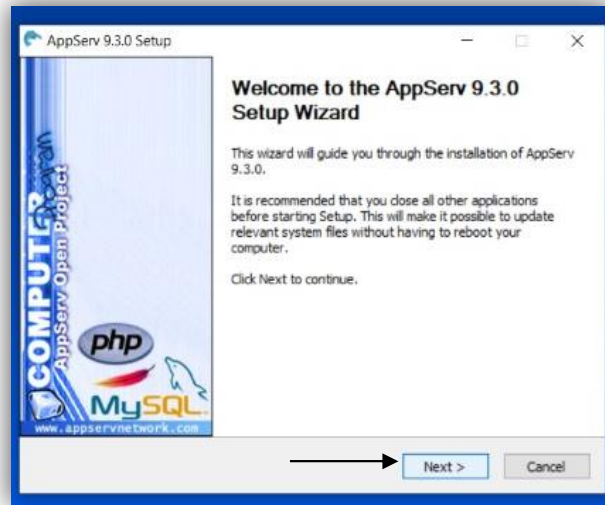 AppServ 9.3.0 Setup
Welcome to the AppServ 9.3.0
Setup Wizard
This wizard will guide you through the installation of AppServ
9.3.0.
It is recommended that you close all other applications
before starting Setup. This will make it possible to update
relevant system files without having to reboot your
computer.
Click Next to continue.
COMPUTER
program
AppServ Open Project
php
MySQL
www.appservnetwork.com
Next >
Cancel